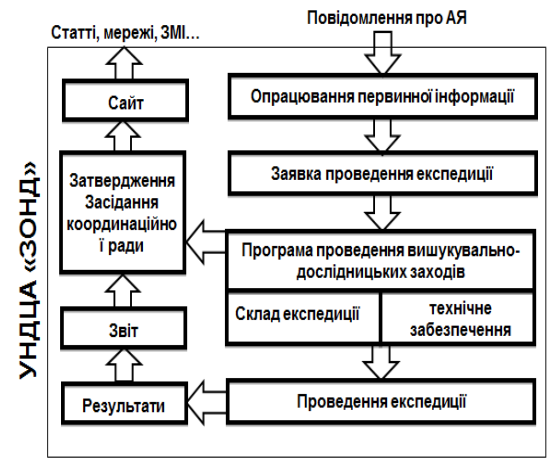 Статті, мережі, ЗМІ...
Повідомлення про АЯ
УНДЦА «ЗОНД»
Сайт
Опрацювання первинної інформації
Затвердження
Засідання
координаційно
ї ради
Заявка проведення експедиції
Програма проведення вишукувально-
дослідницьких заходів
Склад експедиції
технічне
забезпечення
Звіт
Результати
Проведення експедиції